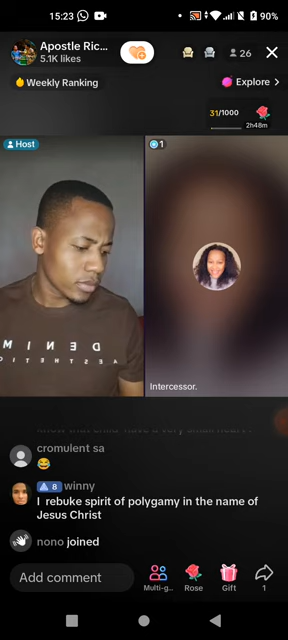 15:23
90%
Apostle Ric...
5.1K likes
26
Weekly Ranking
Explore >
31/1000
2h48m
Host
1
DENIM
AESTHETICS
Intercessor.
cromulent sa
😂
8 winny
I rebuke spirit of polygamy in the name of
Jesus Christ
nono joined
Add comment
Multi-g...
Rose
Gift
1